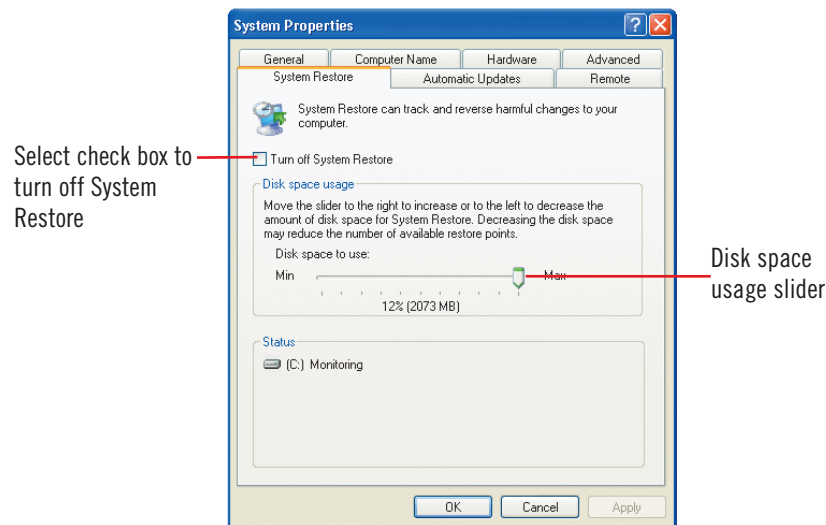 System Properties
General
Computer Name
Hardware
Advanced
System Restore
Automatic Updates
Remote
System Restore can track and reverse harmful changes to your
computer.
Select check box to
turn off System
Restore
Turn off System Restore
Disk space usage
Move the slider to the right to increase or to the left to decrease the
amount of disk space for System Restore. Decreasing the disk space
may reduce the number of available restore points.
Disk space to use:
Min
Max
12% (2073 MB)
Disk space
usage slider
Status
(C:) Monitoring
OK
Cancel
Apply